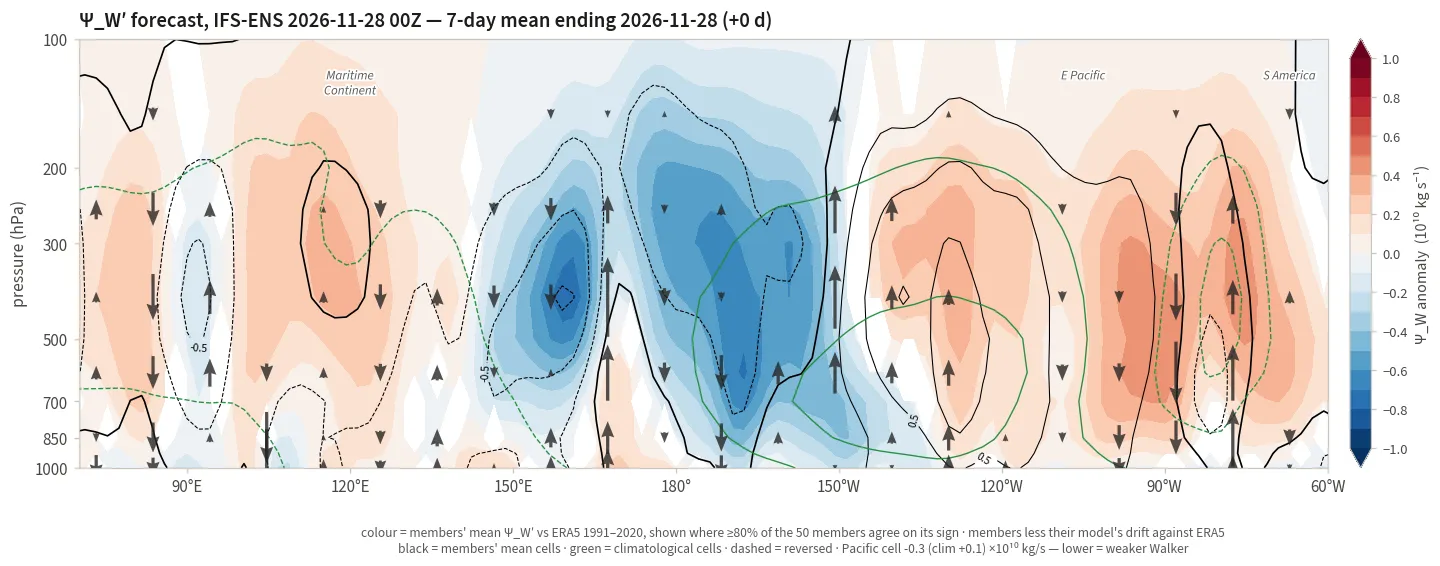 Ψ_W′ forecast, IFS-ENS 2026-11-28 00Z — 7-day mean ending 2026-11-28 (+0 d)
100
200
300
400
500
700
850
1000
pressure (hPa)
Maritime
Continent
E Pacific
S America
-0.5
-0.5
0.5
0.5
90°E
120°E
150°E
180°
150°W
120°W
90°W
60°W
1.0
0.8
0.6
0.4
0.2
0.0
−0.2
−0.4
−0.6
−0.8
−1.0
Ψ_W anomaly (10¹⁰ kg s⁻¹)
colour = members' mean Ψ_W′ vs ERA5 1991–2020, shown where ≥80% of the 50 members agree on its sign · members less their model's drift against ERA5
black = members' mean cells · green = climatological cells · dashed = reversed · Pacific cell -0.3 (clim +0.1) ×10¹⁰ kg/s — lower = weaker Walker